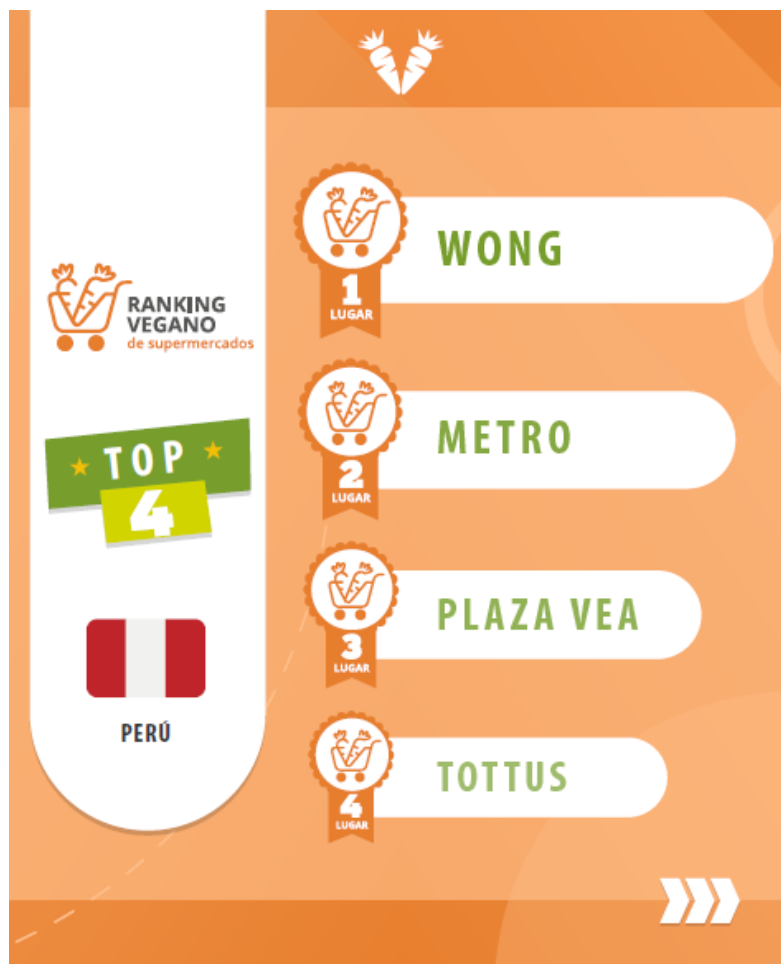 RANKING
VEGANO
de supermercados
TOP
4
PERÚ
1
LUGAR
WONG
2
LUGAR
METRO
3
LUGAR
PLAZA VEA
4
LUGAR
TOTTUS